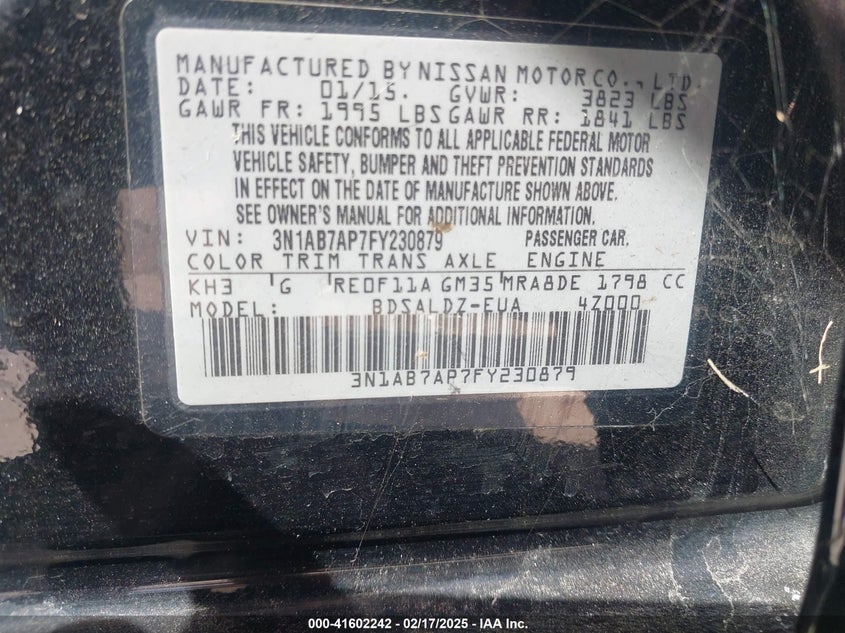 MANUFACTURED BY NISSAN MOTOR CO., LTD.
DATE: 01/15. GVWR: 3823 LBS
GAWR FR: 1995 LBS GAWR RR: 1841 LBS
THIS VEHICLE CONFORMS TO ALL APPLICABLE FEDERAL MOTOR
VEHICLE SAFETY, BUMPER AND THEFT PREVENTION STANDARDS
IN EFFECT ON THE DATE OF MANUFACTURE SHOWN ABOVE.
SEE OWNER'S MANUAL FOR ADDITIONAL INFORMATION.
VIN: 3N1AB7AP7FY230879 PASSENGER CAR.
COLOR TRIM TRANS AXLE ENGINE
KH3 G RE0F11A GM35 MRA8DE 1798 CC
MODEL: BDSALDZ-EUA 4Z000
3N1AB7AP7FY230879
000-41602242 - 02/17/2025 - IAA Inc.